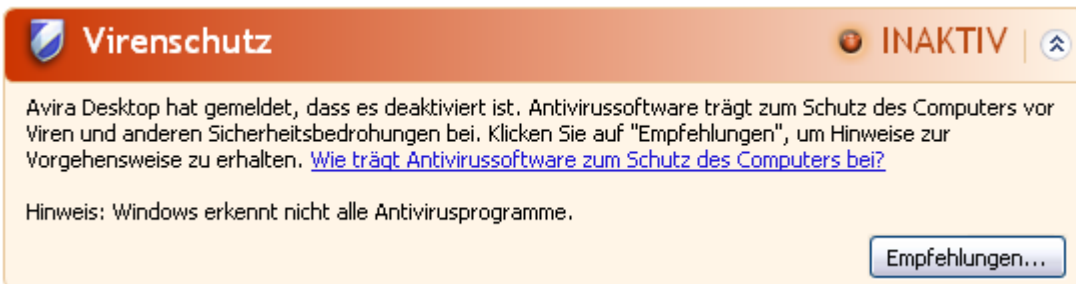 Virenschutz INAKTIV
Avira Desktop hat gemeldet, dass es deaktiviert ist. Antivirussoftware trägt zum Schutz des Computers vor
Viren und anderen Sicherheitsbedrohungen bei. Klicken Sie auf "Empfehlungen", um Hinweise zur
Vorgehensweise zu erhalten. Wie trägt Antivirussoftware zum Schutz des Computers bei?
Hinweis: Windows erkennt nicht alle Antivirusprogramme.
Empfehlungen...